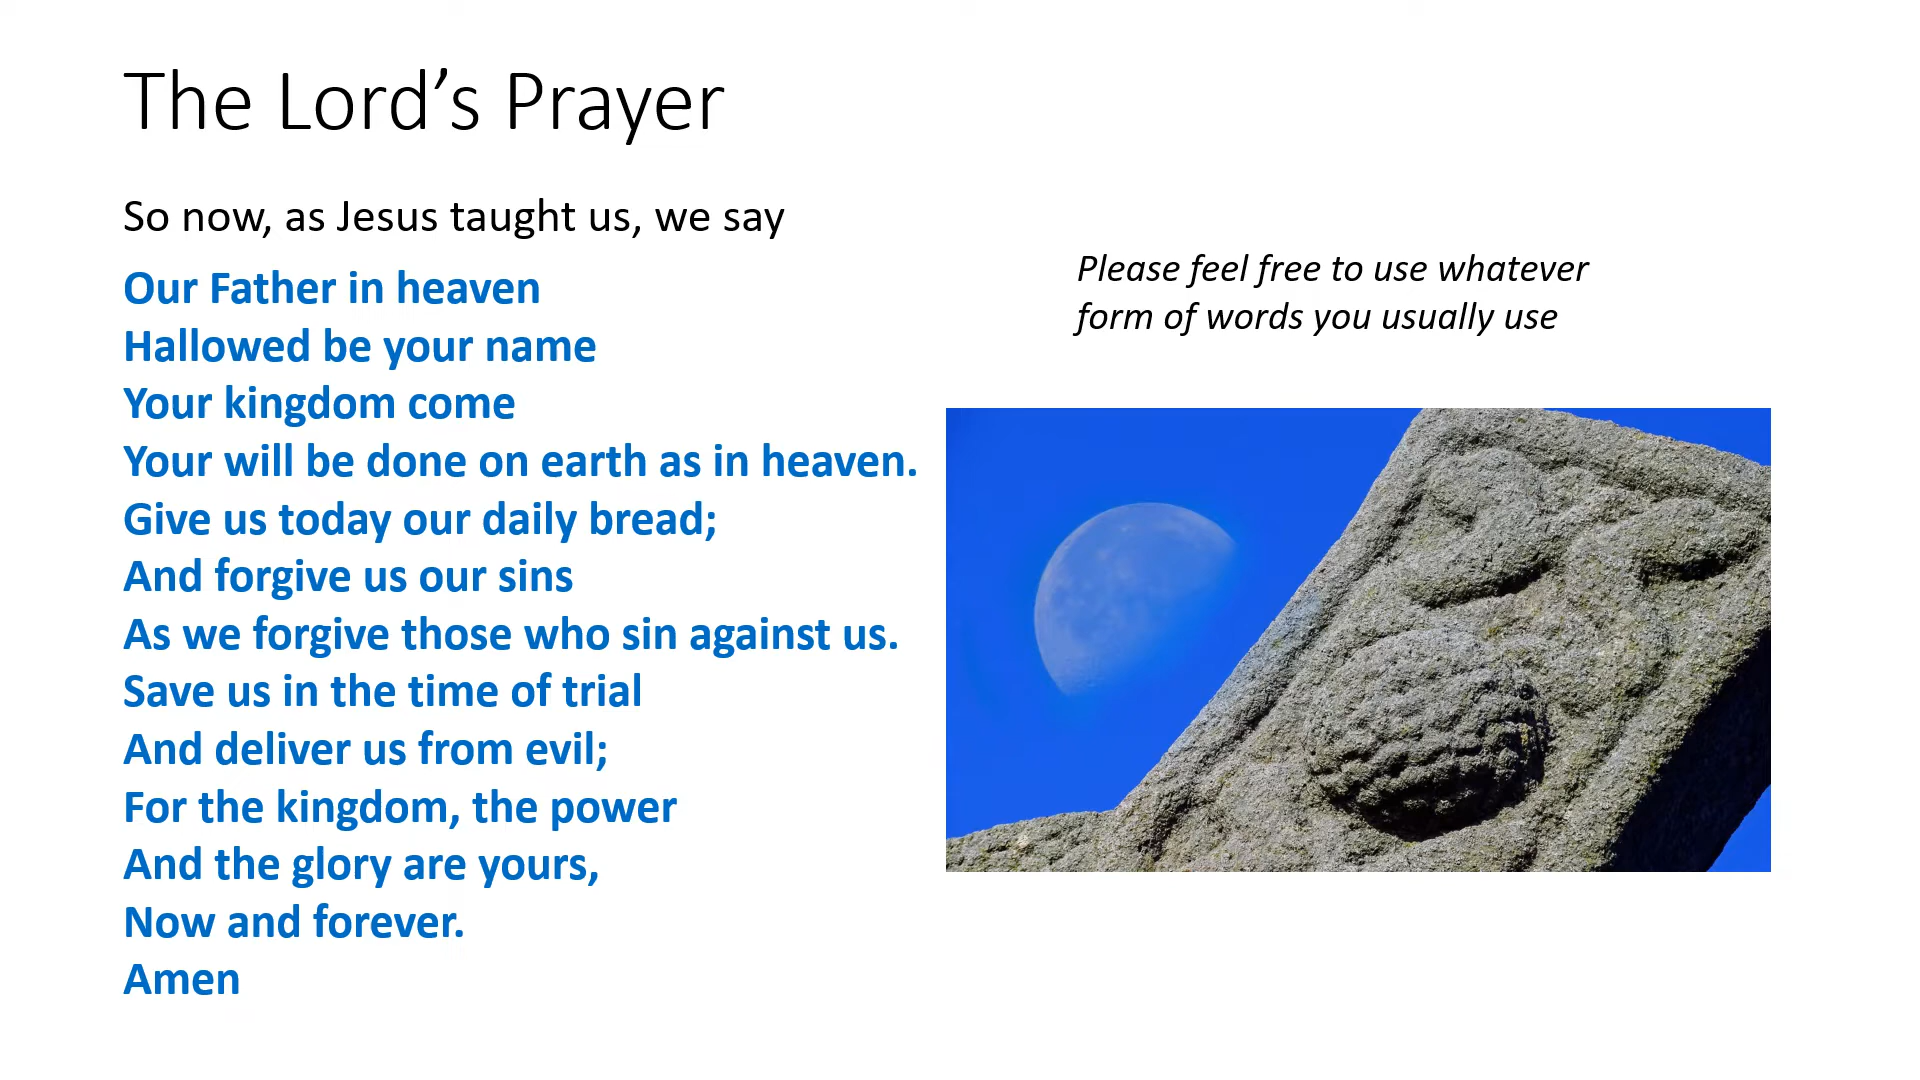 The Lord’s Prayer
So now, as Jesus taught us, we say
Our Father in heaven
Hallowed be your name
Your kingdom come
Your will be done on earth as in heaven.
Give us today our daily bread;
And forgive us our sins
As we forgive those who sin against us.
Save us in the time of trial
And deliver us from evil;
For the kingdom, the power
And the glory are yours,
Now and forever.
Amen
Please feel free to use whatever
form of words you usually use